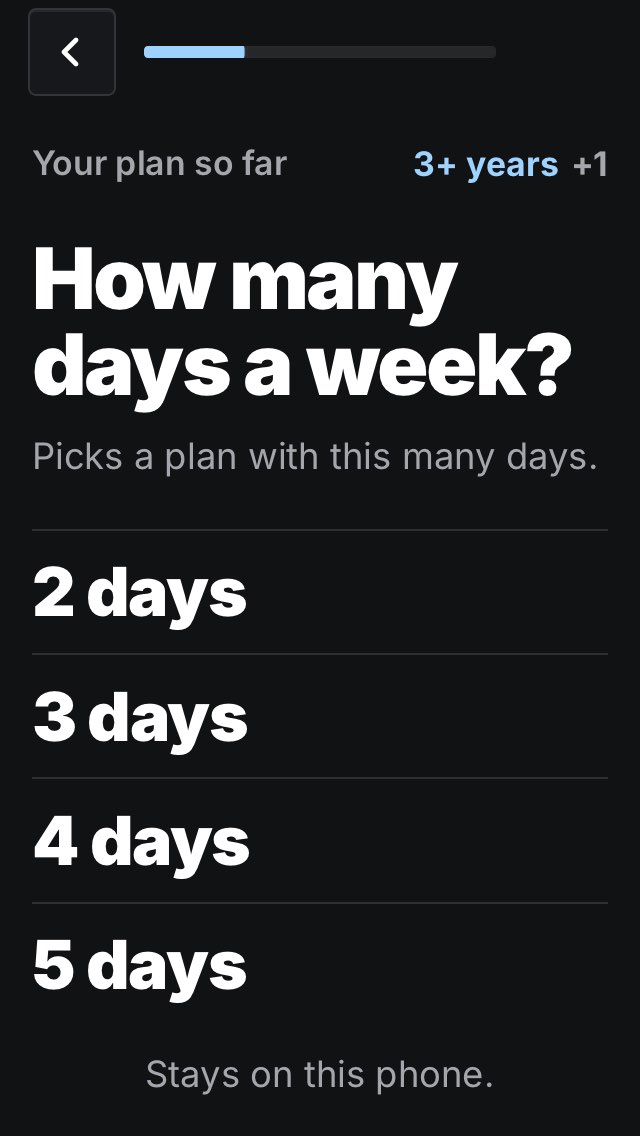 Your plan so far
3+ years +1
How many
days a week?
Picks a plan with this many days.
2 days
3 days
4 days
5 days
Stays on this phone.